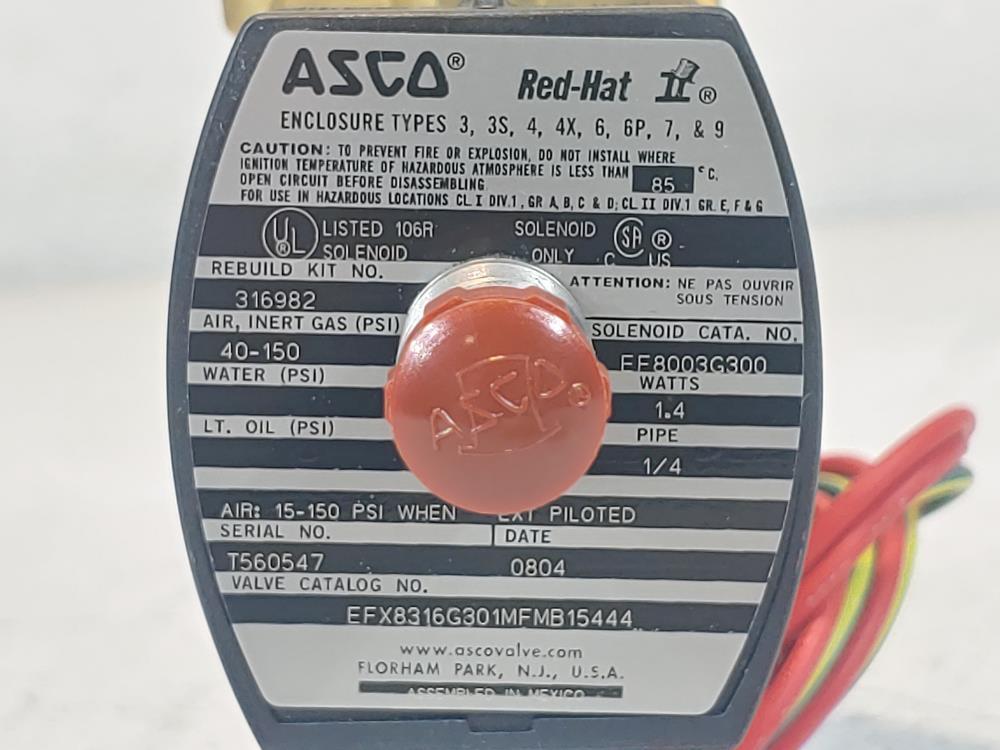 ASCO® Red-Hat II®
ENCLOSURE TYPES 3, 3S, 4, 4X, 6, 6P, 7, & 9
CAUTION: TO PREVENT FIRE OR EXPLOSION, DO NOT INSTALL WHERE
IGNITION TEMPERATURE OF HAZARDOUS ATMOSPHERE IS LESS THAN 85 °C.
OPEN CIRCUIT BEFORE DISASSEMBLING
FOR USE IN HAZARDOUS LOCATIONS CL. I DIV.1, GR A, B, C & D; CL. II DIV.1 GR. E, F & G
UL® LISTED 106R SOLENOID SA ®
SOLENOID ONLY C US
REBUILD KIT NO. ATTENTION: NE PAS OUVRIR
SOUS TENSION
316982
AIR, INERT GAS (PSI) SOLENOID CATA. NO.
40-150 EF8003G300
WATER (PSI) WATTS
1.4
LT. OIL (PSI) PIPE
1/4
ASCO®
AIR: 15-150 PSI WHEN EXT PILOTED
SERIAL NO. DATE
T560547 0804
VALVE CATALOG NO.
EFX8316G301MFMB15444
www.ascovalve.com
FLORHAM PARK, N.J., U.S.A.
ASSEMBLED IN MEXICO